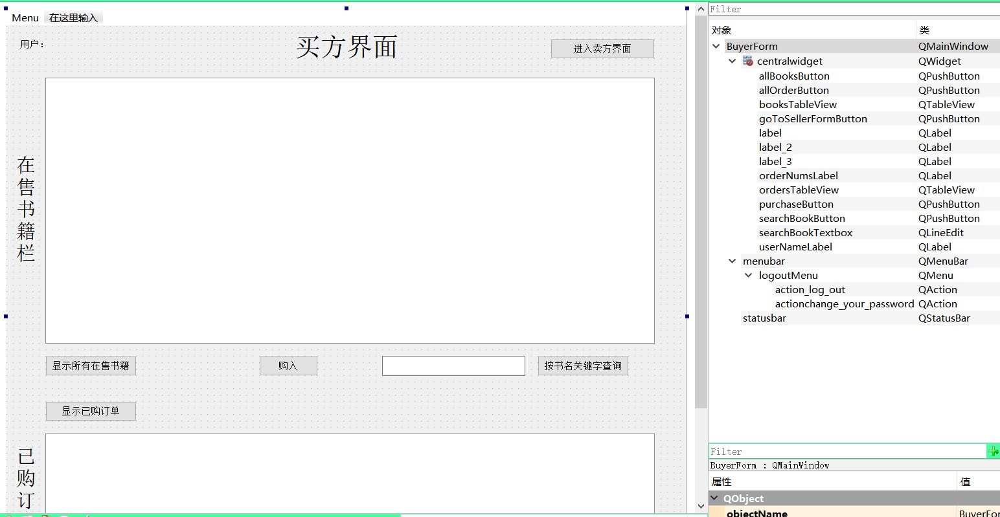 Menu 在这里输入
用户：
买方界面
进入卖方界面
在售书籍栏
显示所有在售书籍
购入
按书名关键字查询
显示已购订单
已购订
Filter
对象 类
BuyerForm QMainWindow
centralwidget QWidget
allBooksButton QPushButton
allOrderButton QPushButton
booksTableView QTableView
goToSellerFormButton QPushButton
label QLabel
label_2 QLabel
label_3 QLabel
orderNumsLabel QLabel
ordersTableView QTableView
purchaseButton QPushButton
searchBookButton QPushButton
searchBookTextbox QLineEdit
userNameLabel QLabel
menubar QMenuBar
logoutMenu QMenu
action_log_out QAction
actionchange_your_password QAction
statusbar QStatusBar
Filter
BuyerForm : QMainWindow
属性 值
QObject
objectName BuyerFor